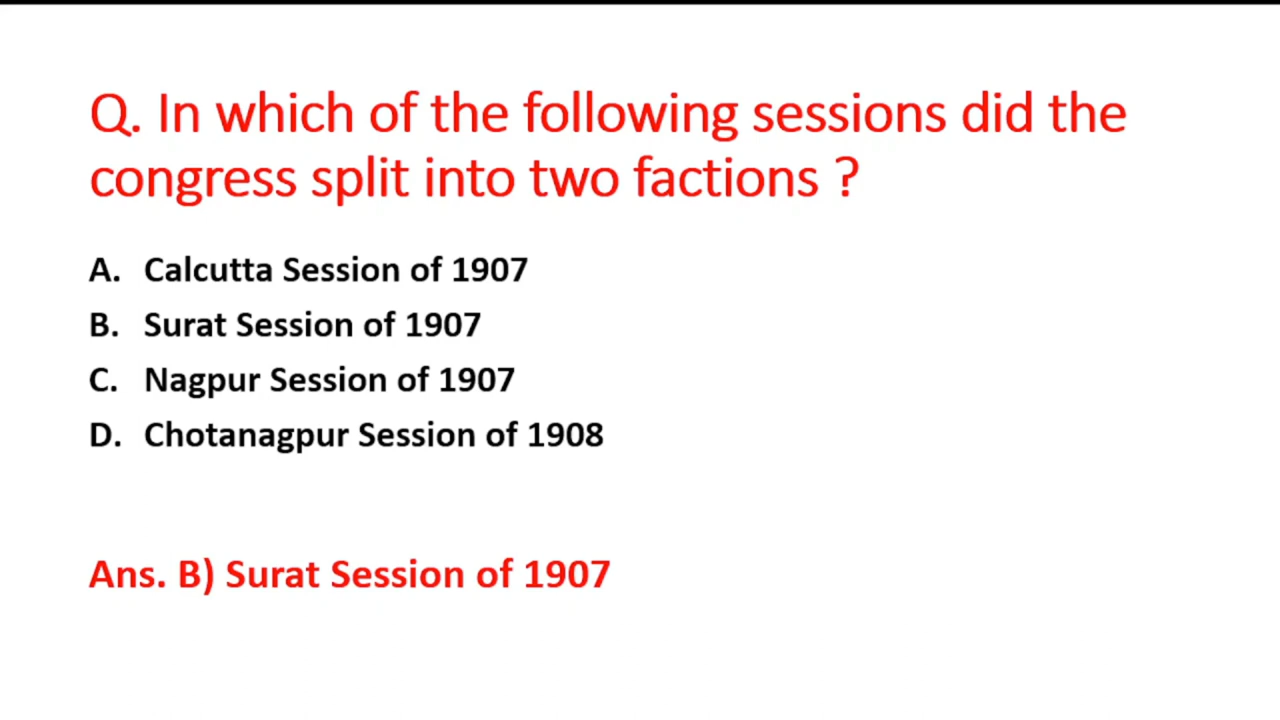 Q. In which of the following sessions did the
congress split into two factions ?
A. Calcutta Session of 1907
B. Surat Session of 1907
C. Nagpur Session of 1907
D. Chotanagpur Session of 1908
Ans. B) Surat Session of 1907